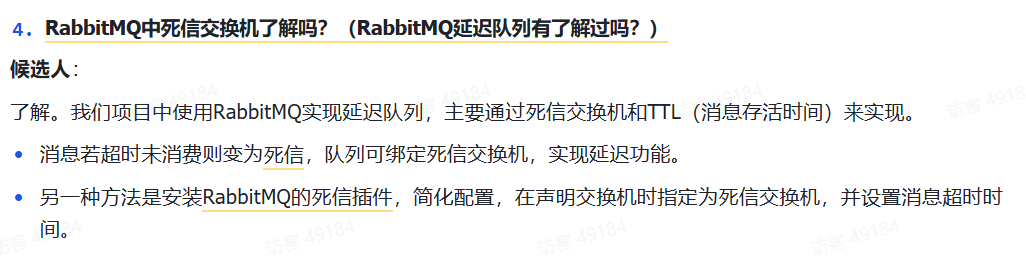 4. RabbitMQ中死信交换机了解吗？（RabbitMQ延迟队列有了解过吗？）
候选人：
了解。我们项目中使用RabbitMQ实现延迟队列，主要通过死信交换机和TTL（消息存活时间）来实现。
• 消息若超时未消费则变为死信，队列可绑定死信交换机，实现延迟功能。
• 另一种方法是安装RabbitMQ的死信插件，简化配置，在声明交换机时指定为死信交换机，并设置消息超时时
间。
访客 49184
访客 49184
访客 49184
访客 49184